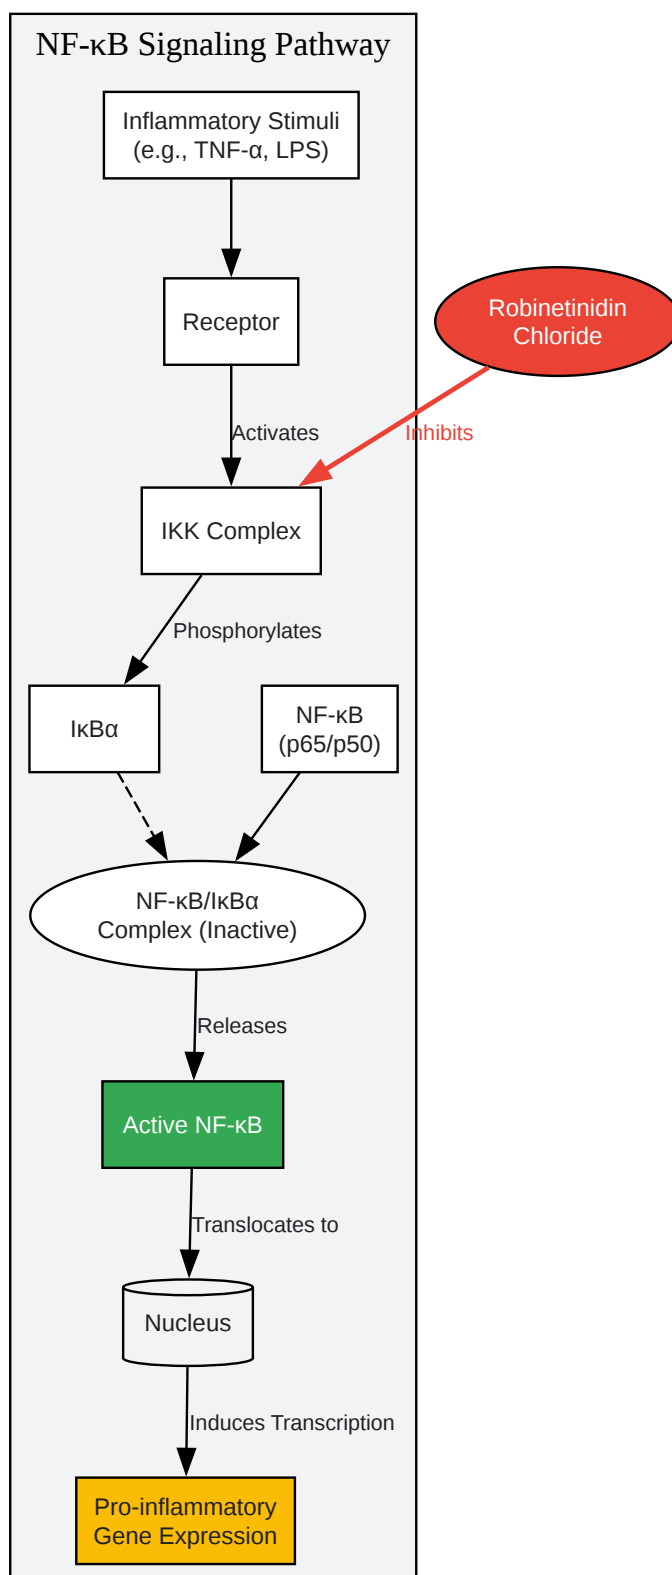 NF-κB Signaling Pathway
Inflammatory Stimuli
(e.g., TNF-α, LPS)
Receptor
Robinetinidin
Chloride
Activates
Inhibits
IKK Complex
Phosphorylates
IκBα
NF-κB
(p65/p50)
NF-κB/IκBα
Complex (Inactive)
Releases
Active NF-κB
Translocates to
Nucleus
Induces Transcription
Pro-inflammatory
Gene Expression